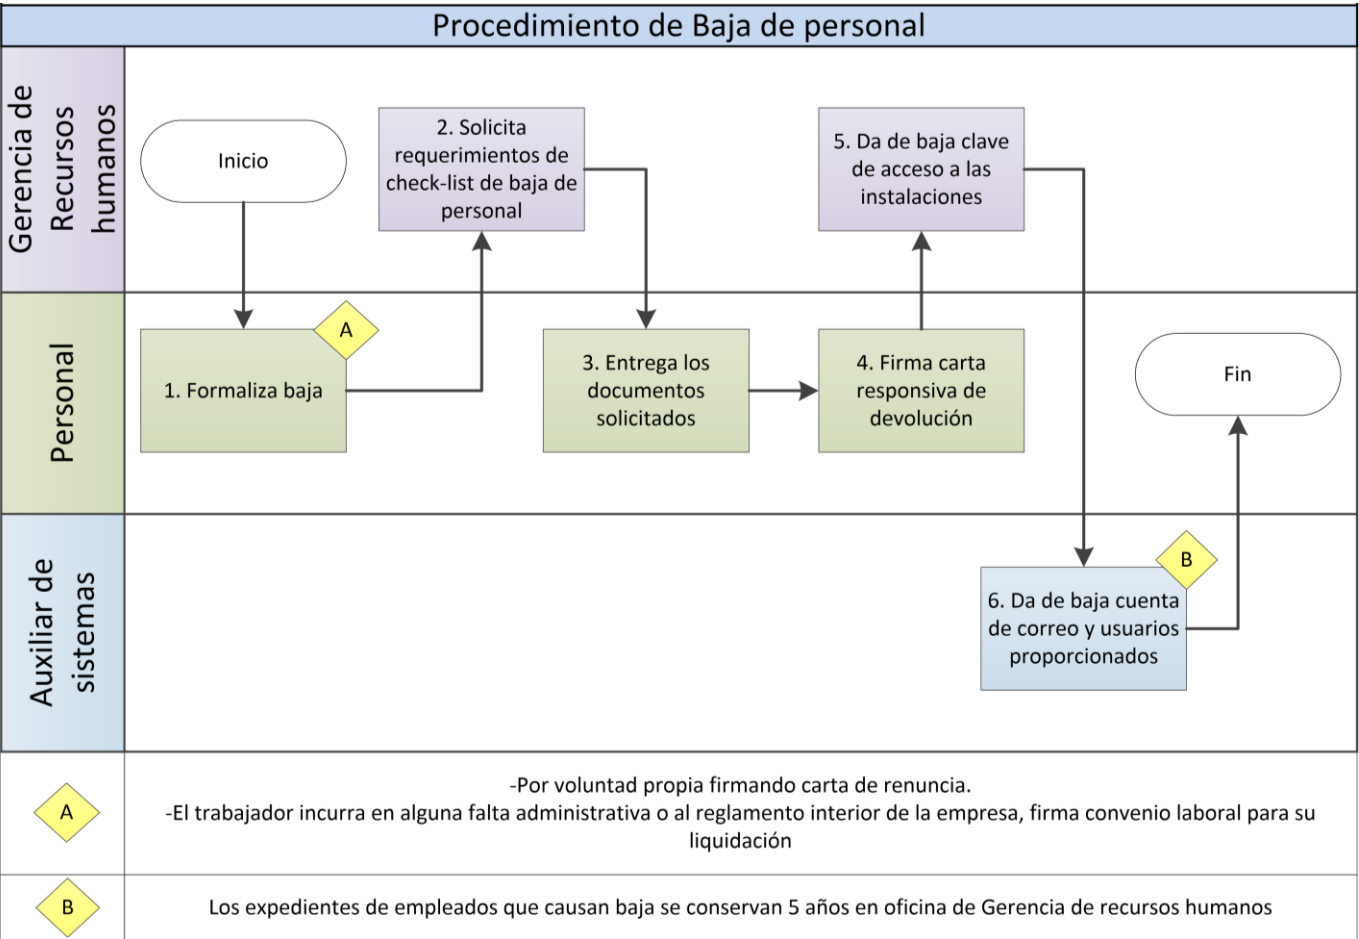 Procedimiento de Baja de personal
Gerencia de
Recursos
humanos
Inicio
2. Solicita
requerimientos de
check-list de baja de
personal
5. Da de baja clave
de acceso a las
instalaciones
Personal
1. Formaliza baja
A
3. Entrega los
documentos
solicitados
4. Firma carta
responsiva de
devolución
Fin
Auxiliar de
sistemas
6. Da de baja cuenta
de correo y usuarios
proporcionados
B
A
-Por voluntad propia firmando carta de renuncia.
-El trabajador incurra en alguna falta administrativa o al reglamento interior de la empresa, firma convenio laboral para su
liquidación
B
Los expedientes de empleados que causan baja se conservan 5 años en oficina de Gerencia de recursos humanos